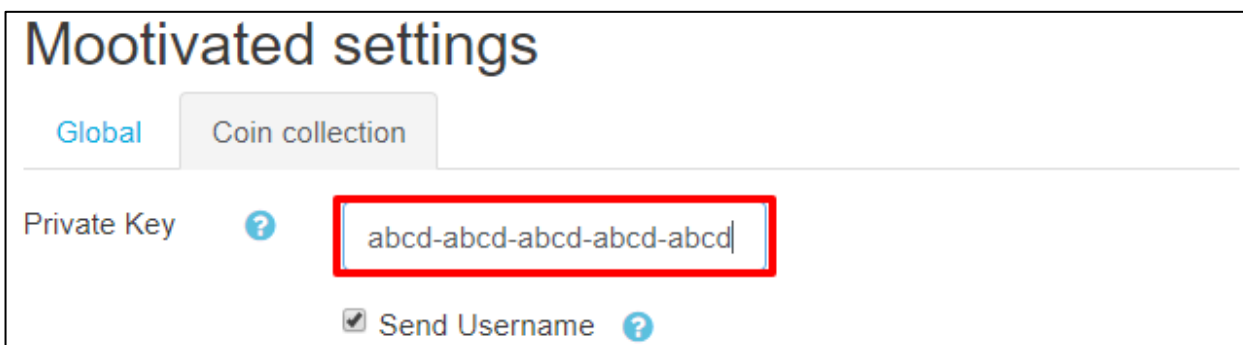 Mootivated settings
Global Coin collection
Private Key abcd-abcd-abcd-abcd-abcd
Send Username